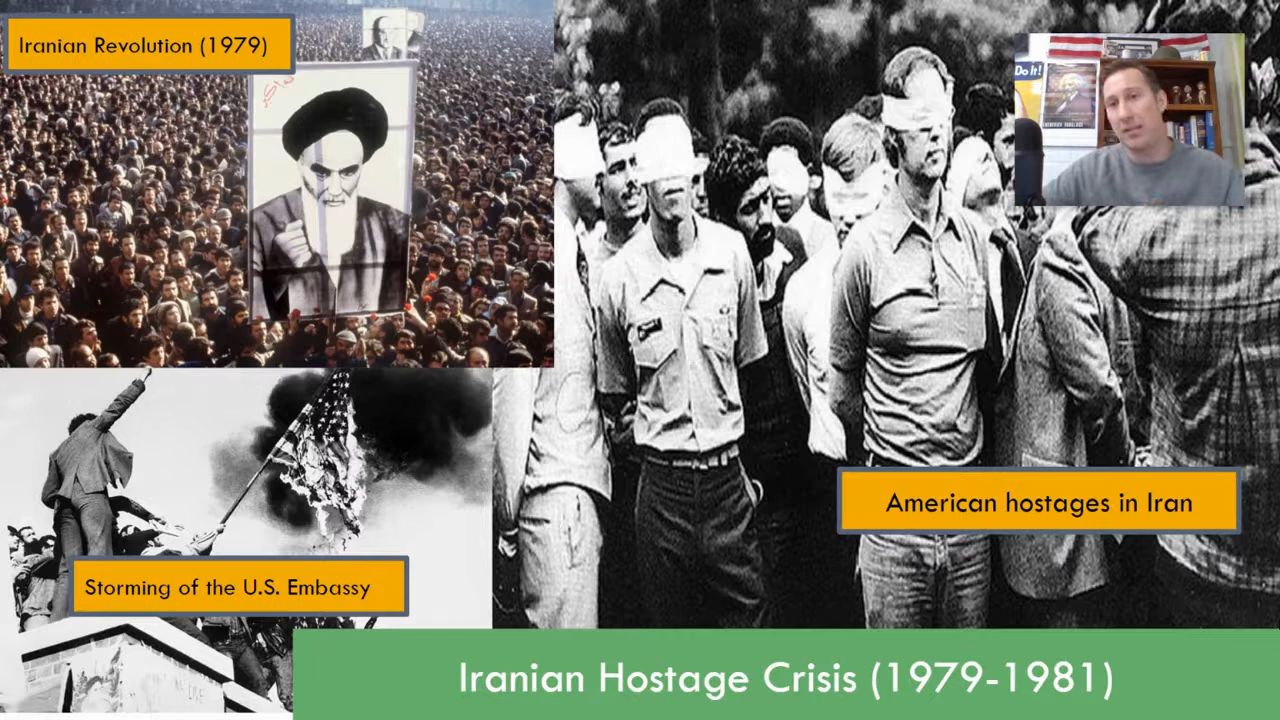 Iranian Revolution (1979)
Do It!
American hostages in Iran
Storming of the U.S. Embassy
Iranian Hostage Crisis (1979-1981)